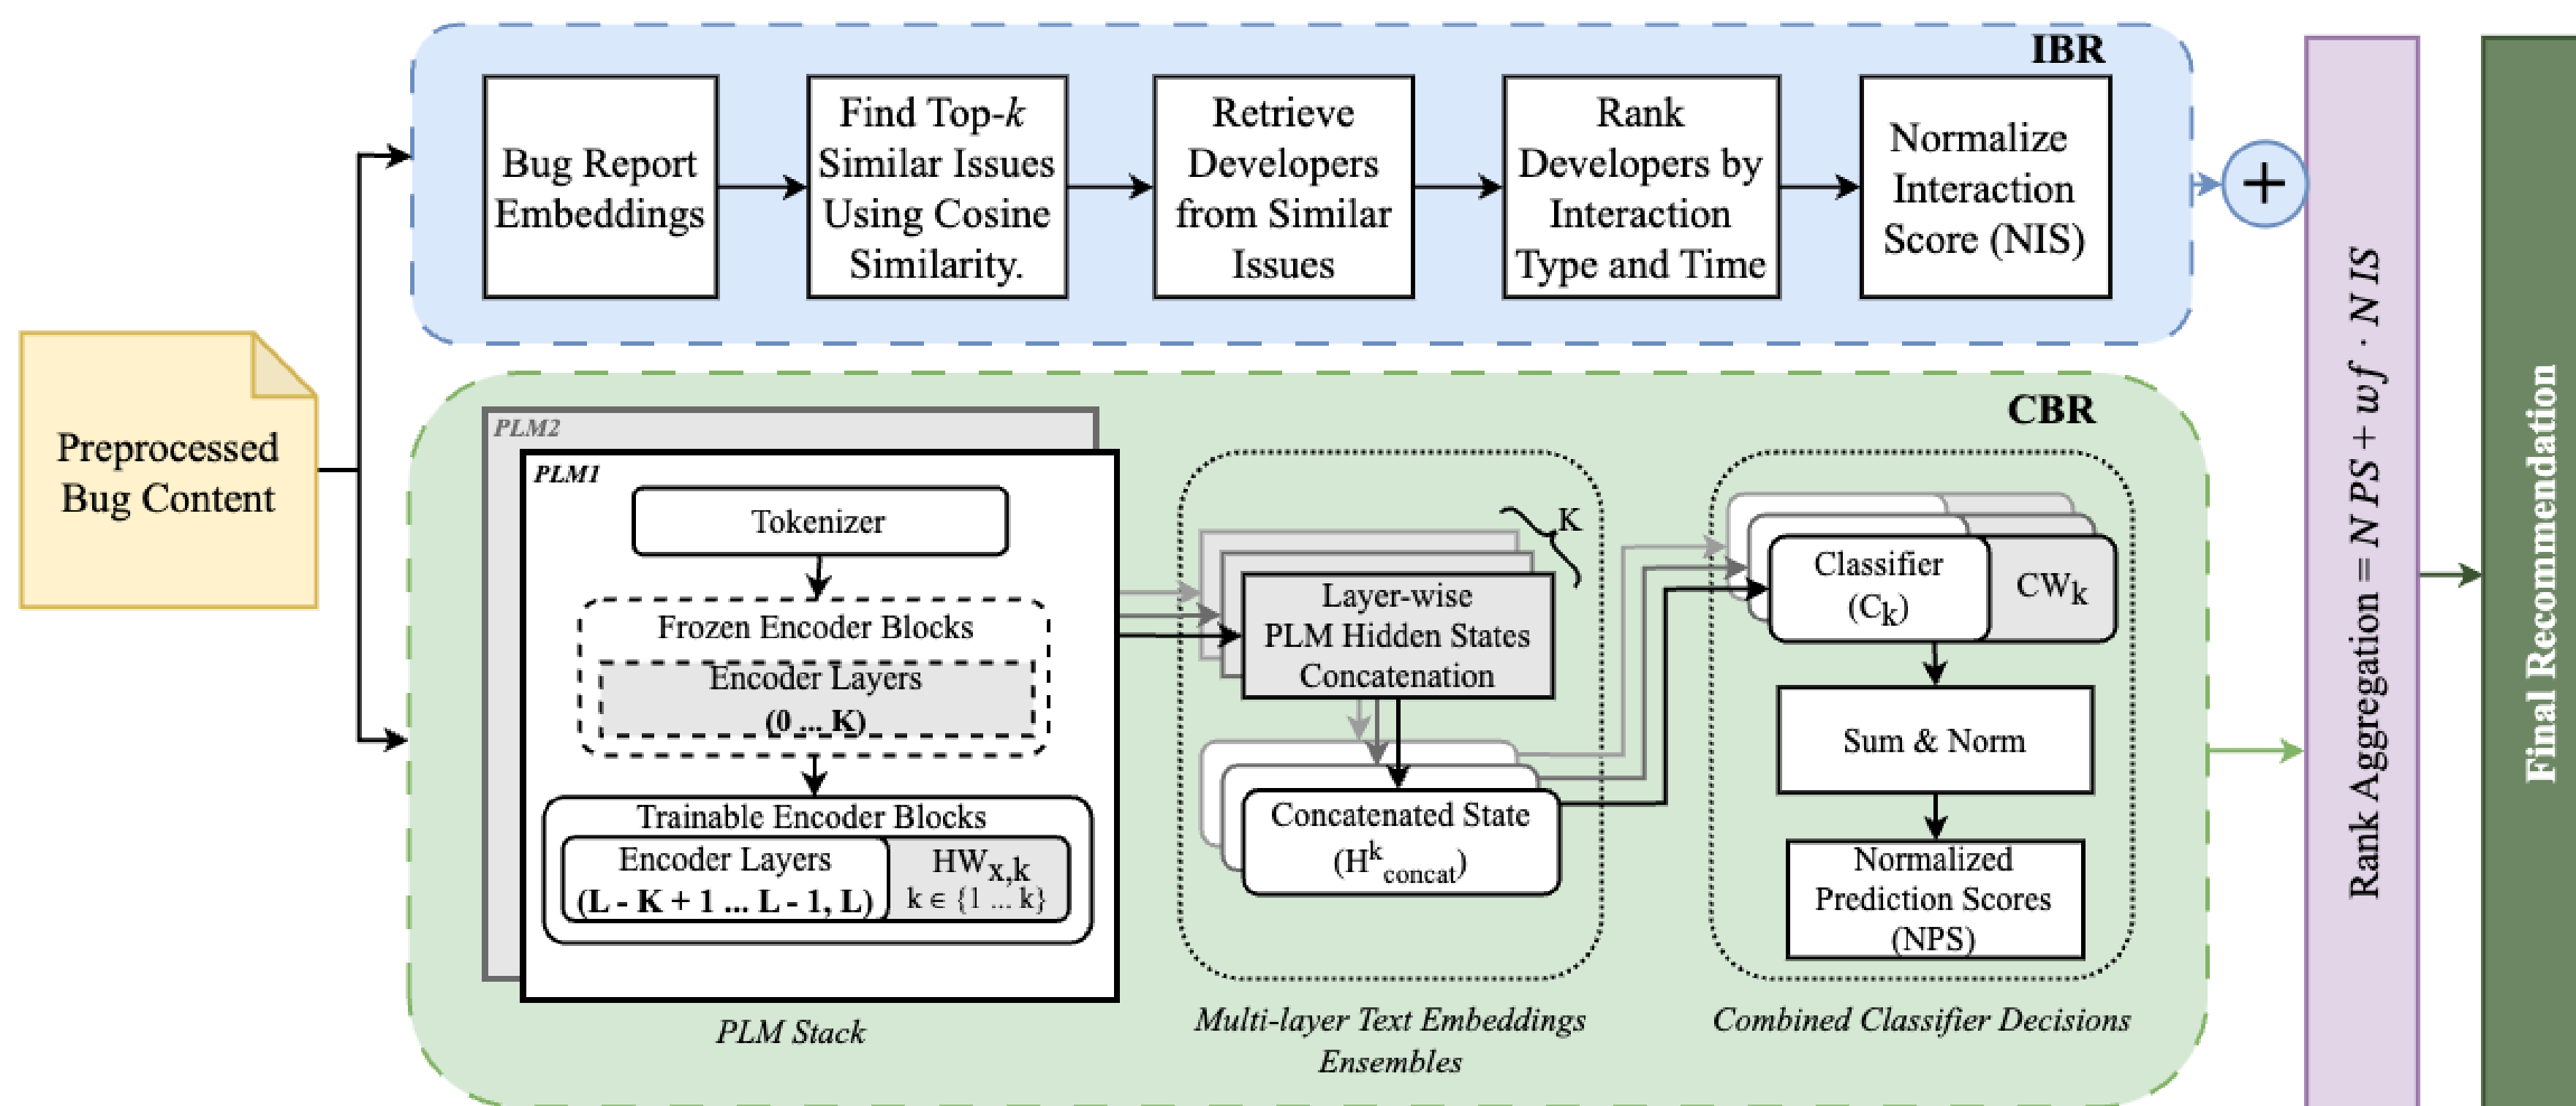 IBR
Bug Report
Embeddings
Find Top-k
Similar Issues
Using Cosine
Similarity.
Retrieve
Developers
from Similar
Issues
Rank
Developers by
Interaction
Type and Time
Normalize
Interaction
Score (NIS)
+
Preprocessed
Bug Content
CBR
PLM2
PLM1
Tokenizer
Frozen Encoder Blocks
Encoder Layers
(0 ... K)
Trainable Encoder Blocks
Encoder Layers
(L - K + 1 ... L - 1, L)
HWx,k
k ∈ {1 ... k}
PLM Stack
K
Layer-wise
PLM Hidden States
Concatenation
Concatenated State
(H^k_concat)
Multi-layer Text Embeddings
Ensembles
Classifier
(Ck)
CWk
Sum & Norm
Normalized
Prediction Scores
(NPS)
Combined Classifier Decisions
Rank Aggregation = NPS + wf · NIS
Final Recommendation